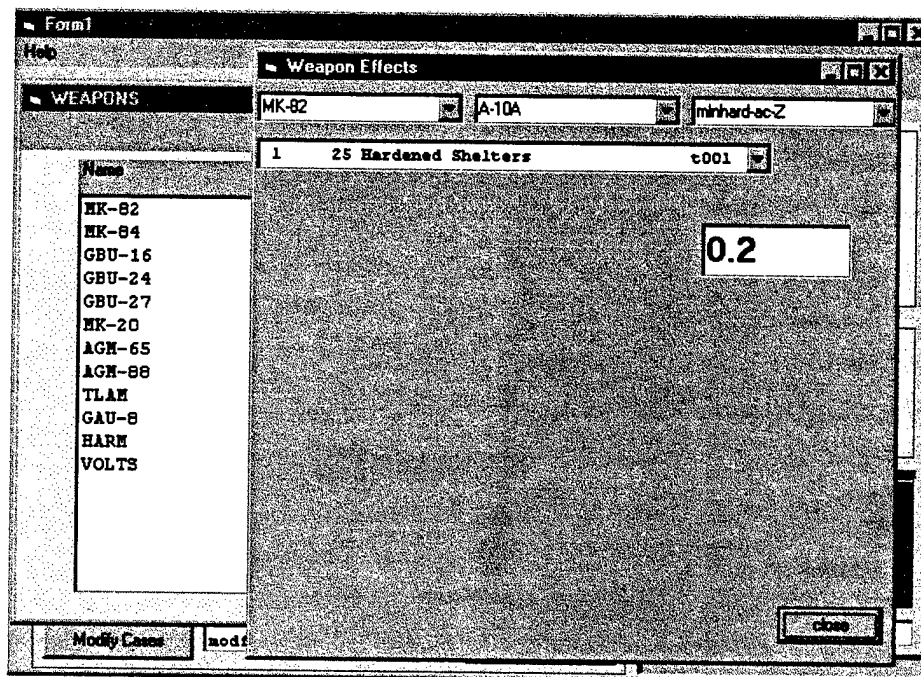 Form1
Help
Weapon Effects
WEAPONS
MK-82 A-10A minhard-ac-Z
1 25 Hardened Shelters t001
Name
MK-82
MK-84
GBU-16
GBU-24
GBU-27
MK-20
AGM-65
AGM-88
TLAM
GAU-8
HARM
VOLTS
0.2
close
Modify Cases